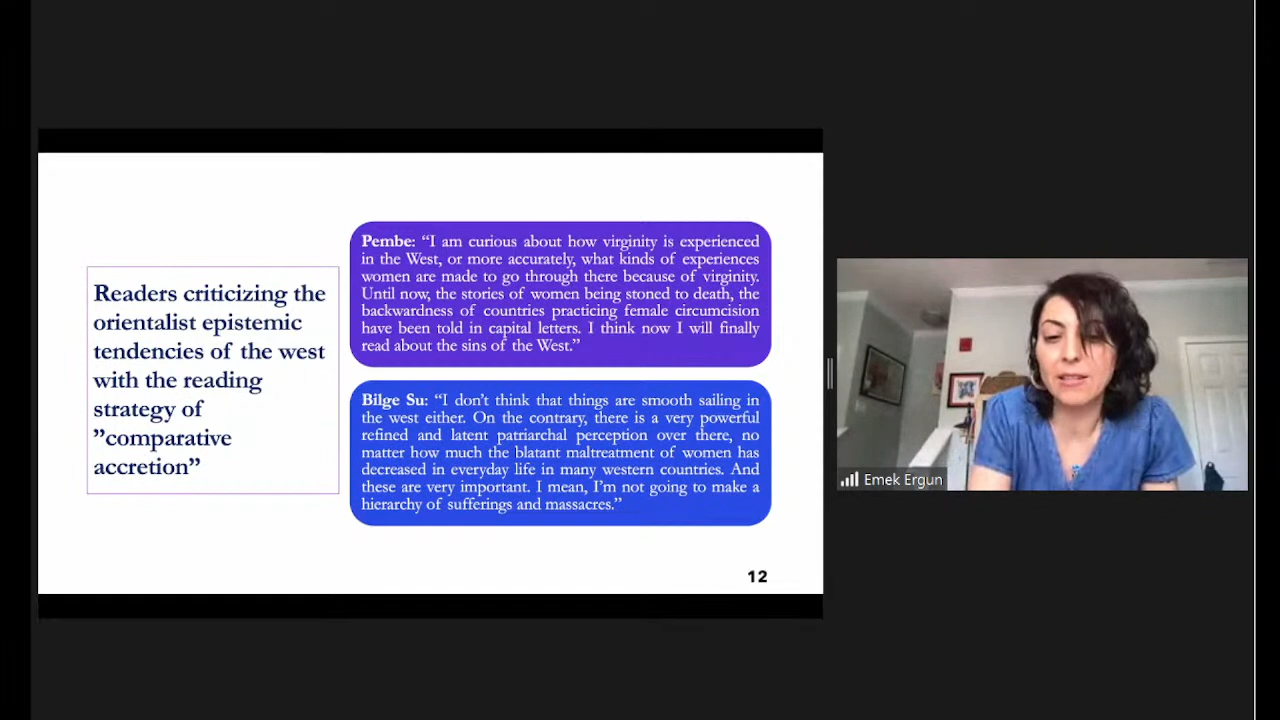 Readers criticizing the
orientalist epistemic
tendencies of the west
with the reading
strategy of
”comparative
accretion”
Pembe: “I am curious about how virginity is experienced
in the West, or more accurately, what kinds of experiences
women are made to go through there because of virginity.
Until now, the stories of women being stoned to death, the
backwardness of countries practicing female circumcision
have been told in capital letters. I think now I will finally
read about the sins of the West.”
Bilge Su: “I don’t think that things are smooth sailing in
the west either. On the contrary, there is a very powerful
refined and latent patriarchal perception over there, no
matter how much the blatant maltreatment of women has
decreased in everyday life in many western countries. And
these are very important. I mean, I’m not going to make a
hierarchy of sufferings and massacres.”
12
Emek Ergun